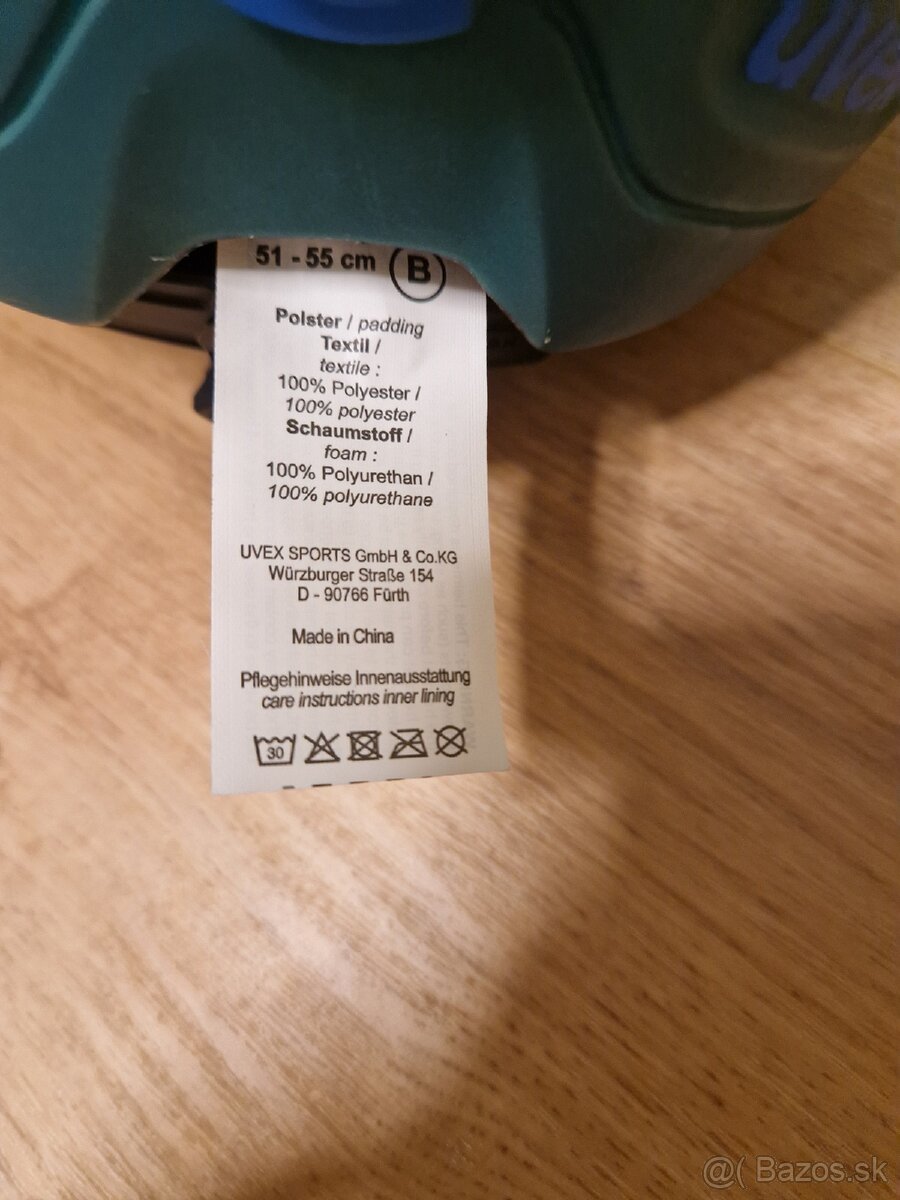 uvex
51 - 55 cm B
Polster / padding
Textil /
textile :
100% Polyester /
100% polyester
Schaumstoff /
foam :
100% Polyurethan /
100% polyurethane
UVEX SPORTS GmbH & Co.KG
Würzburger Straße 154
D - 90766 Fürth
Made in China
Pflegehinweise Innenausstattung
care instructions inner lining
30
@( Bazos.sk